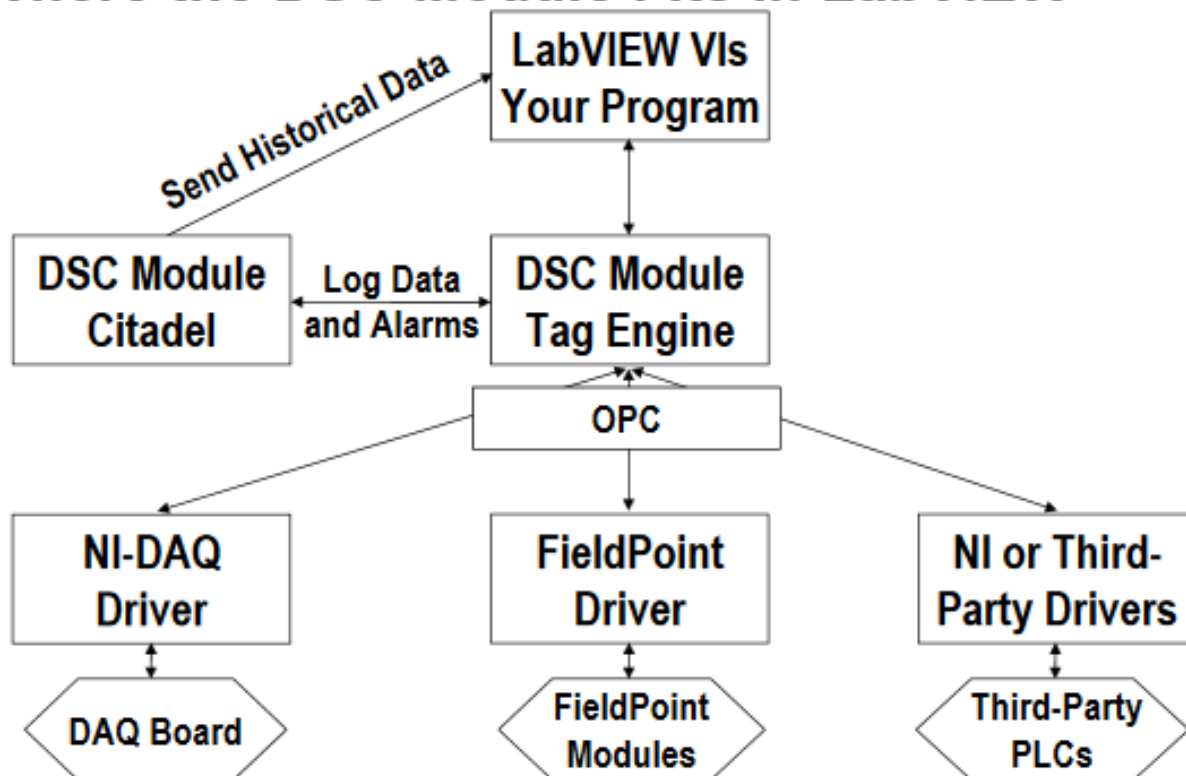 LabVIEW VIs
Your Program
Send Historical Data
DSC Module
Citadel
Log Data
and Alarms
DSC Module
Tag Engine
OPC
NI-DAQ
Driver
FieldPoint
Driver
NI or Third-
Party Drivers
DAQ Board
FieldPoint
Modules
Third-Party
PLCs